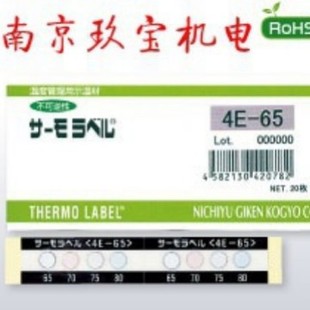 南京玖宝机电
RoHS
温度管理用示温材
不可逆性
サーモラベル®
4E-65
Lot. 000000
4582130420782
NET. 20枚
THERMO LABEL®
NICHIYU GIKEN KOGYO CO
サーモラベル <4E-65> サーモラベル <4E-65>
65 70 75 80 65 70 75 80